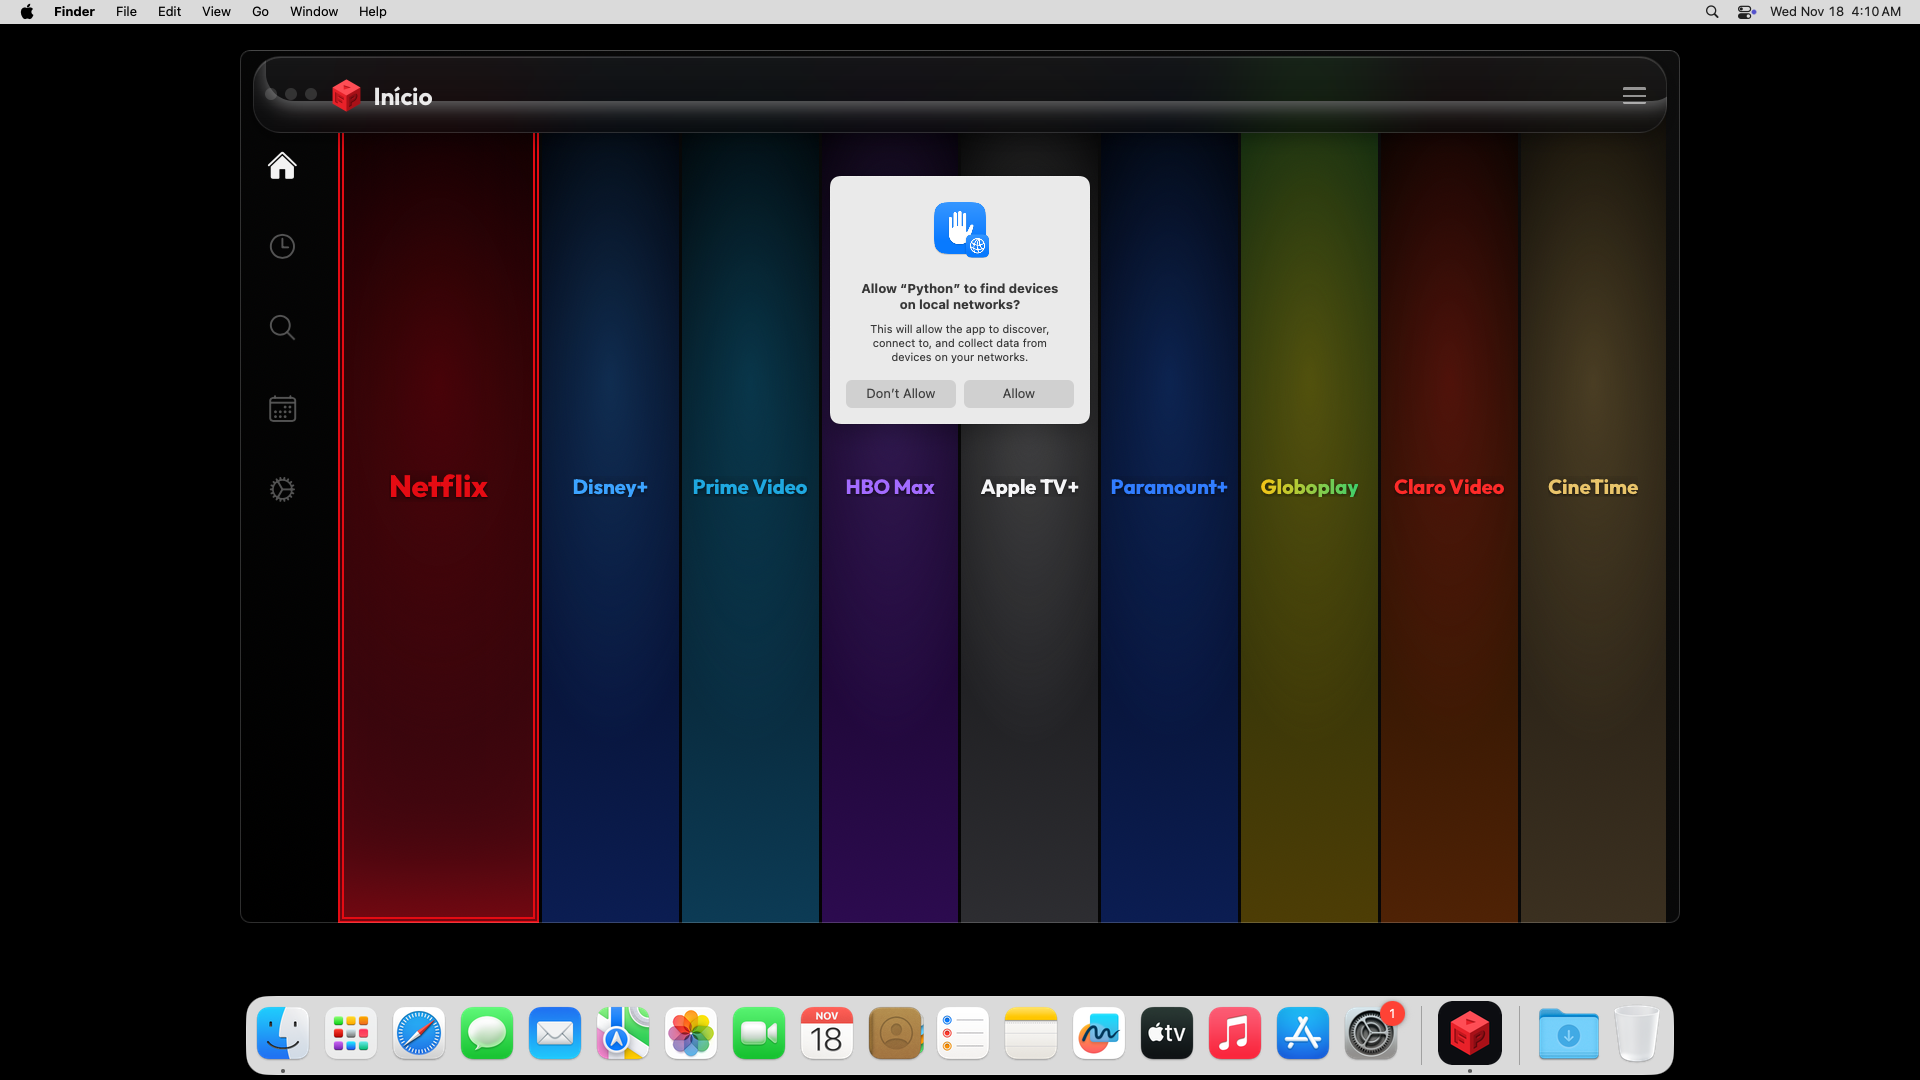 Finder File Edit View Go Window Help
Wed Nov 18 4:10 AM
Início
Allow “Python” to find devices
on local networks?
This will allow the app to discover,
connect to, and collect data from
devices on your networks.
Don't Allow
Allow
Netflix
Disney+
Prime Video
HBO Max
Apple TV+
Paramount+
Globoplay
Claro Video
CineTime
NOV
18
tv
1